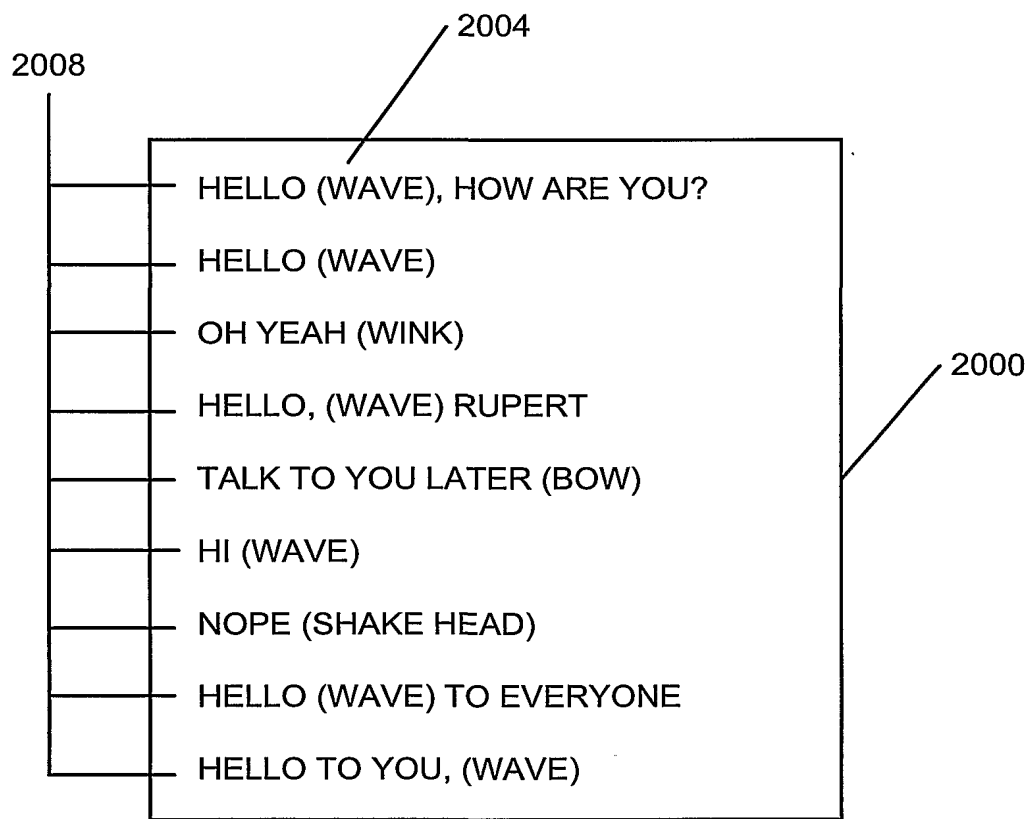 2004
2008
HELLO (WAVE), HOW ARE YOU?
HELLO (WAVE)
OH YEAH (WINK)
2000
HELLO, (WAVE) RUPERT
TALK TO YOU LATER (BOW)
HI (WAVE)
NOPE (SHAKE HEAD)
HELLO (WAVE) TO EVERYONE
HELLO TO YOU, (WAVE)